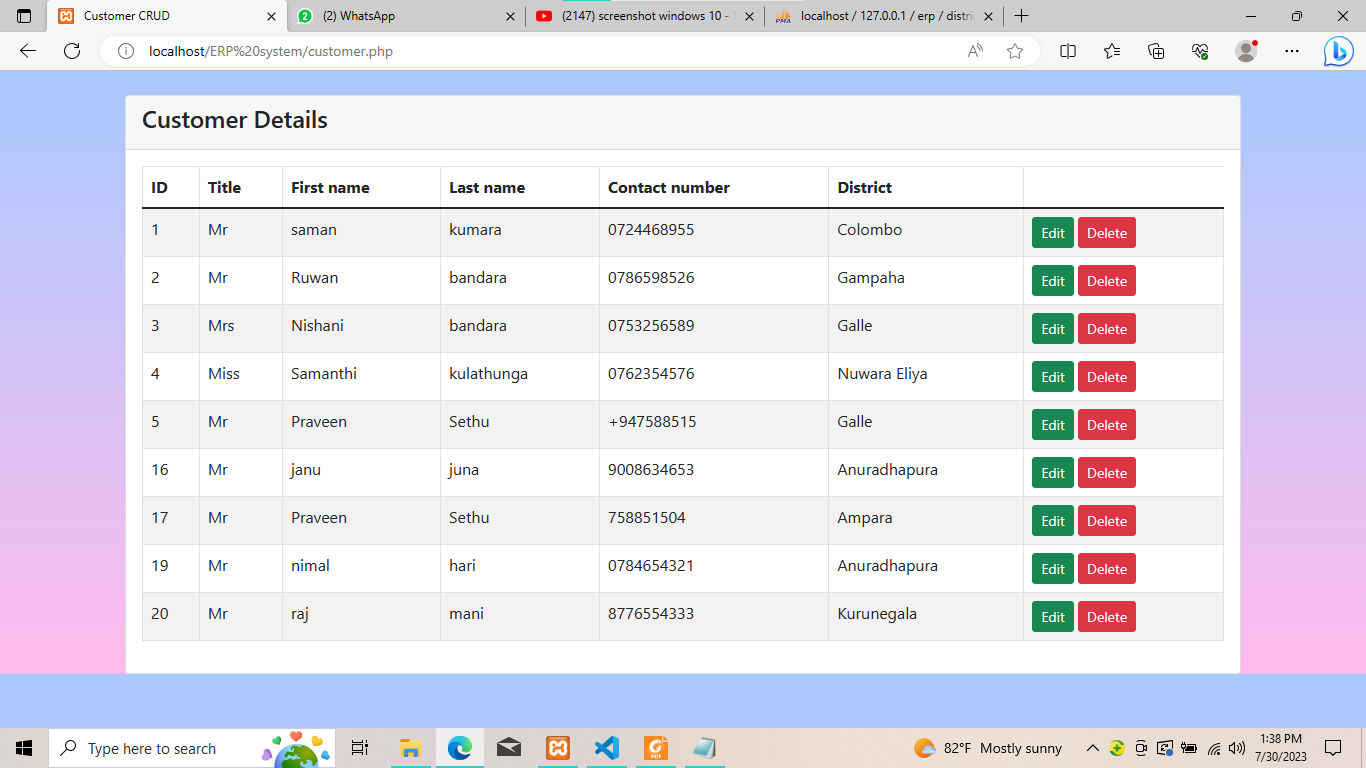 Customer CRUD
(2) WhatsApp
(2147) screenshot windows 10 -
localhost / 127.0.0.1 / erp / distri
localhost/ERP%20system/customer.php
Customer Details
ID Title First name Last name Contact number District
1 Mr saman kumara 0724468955 Colombo Edit Delete
2 Mr Ruwan bandara 0786598526 Gampaha Edit Delete
3 Mrs Nishani bandara 0753256589 Galle Edit Delete
4 Miss Samanthi kulathunga 0762354576 Nuwara Eliya Edit Delete
5 Mr Praveen Sethu +947588515 Galle Edit Delete
16 Mr janu juna 9008634653 Anuradhapura Edit Delete
17 Mr Praveen Sethu 758851504 Ampara Edit Delete
19 Mr nimal hari 0784654321 Anuradhapura Edit Delete
20 Mr raj mani 8776554333 Kurunegala Edit Delete
Type here to search
82°F Mostly sunny
1:38 PM
7/30/2023